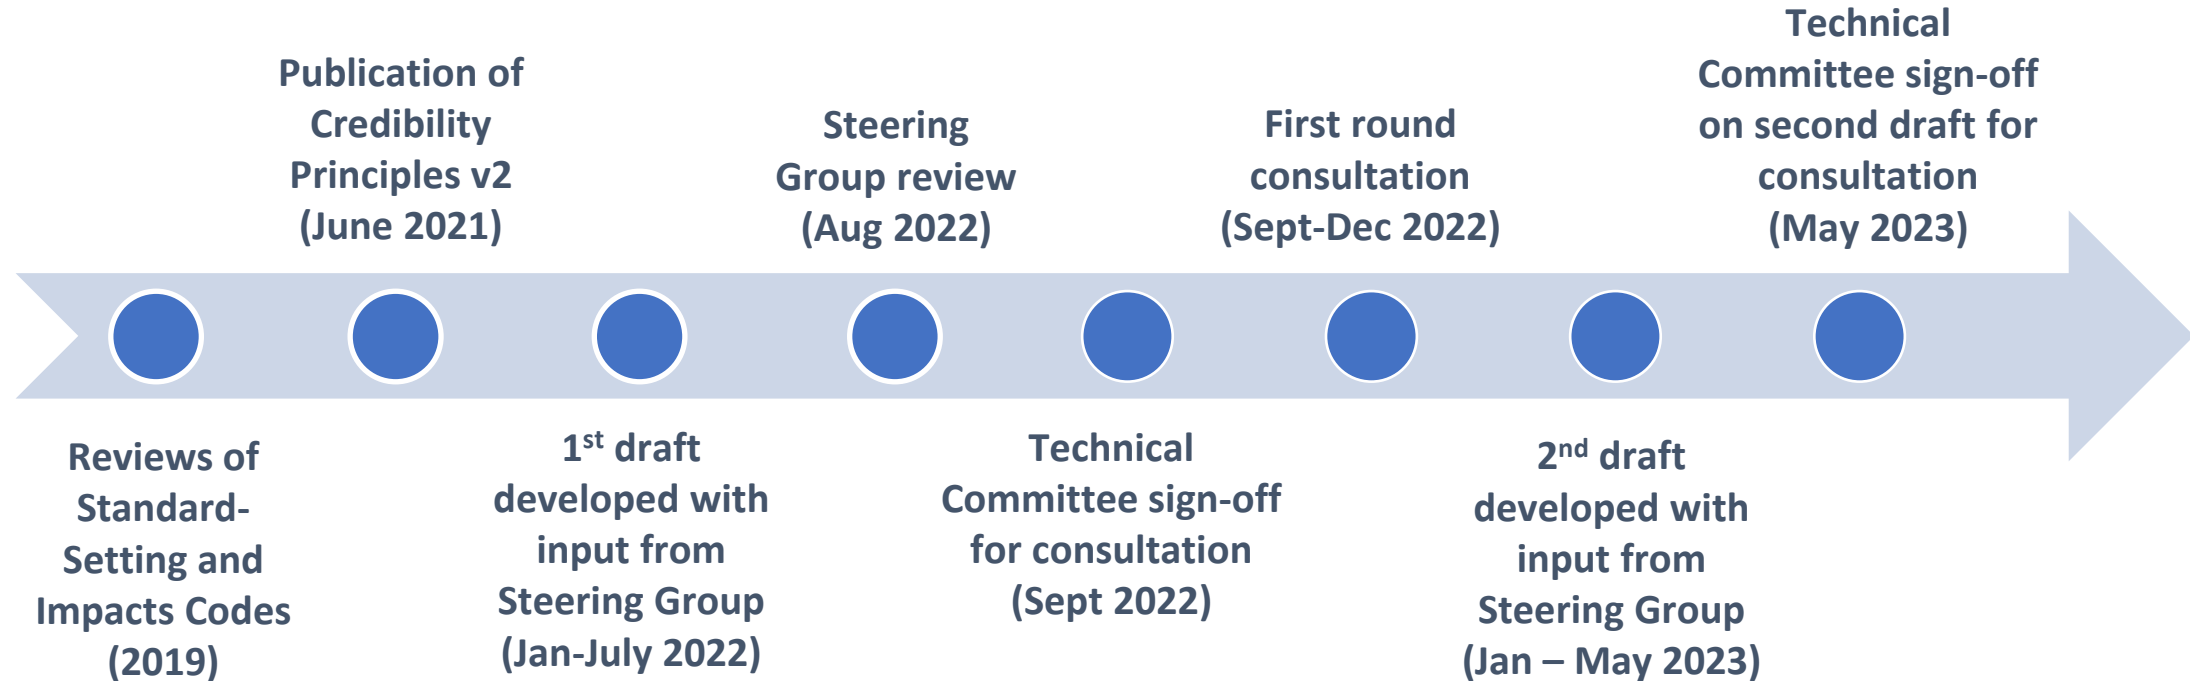 Reviews of
Standard-
Setting and
Impacts Codes
(2019)
Publication of
Credibility
Principles v2
(June 2021)
1st draft
developed with
input from
Steering Group
(Jan-July 2022)
Steering
Group review
(Aug 2022)
Technical
Committee sign-off
for consultation
(Sept 2022)
First round
consultation
(Sept-Dec 2022)
2nd draft
developed with
input from
Steering Group
(Jan – May 2023)
Technical
Committee sign-off
on second draft for
consultation
(May 2023)